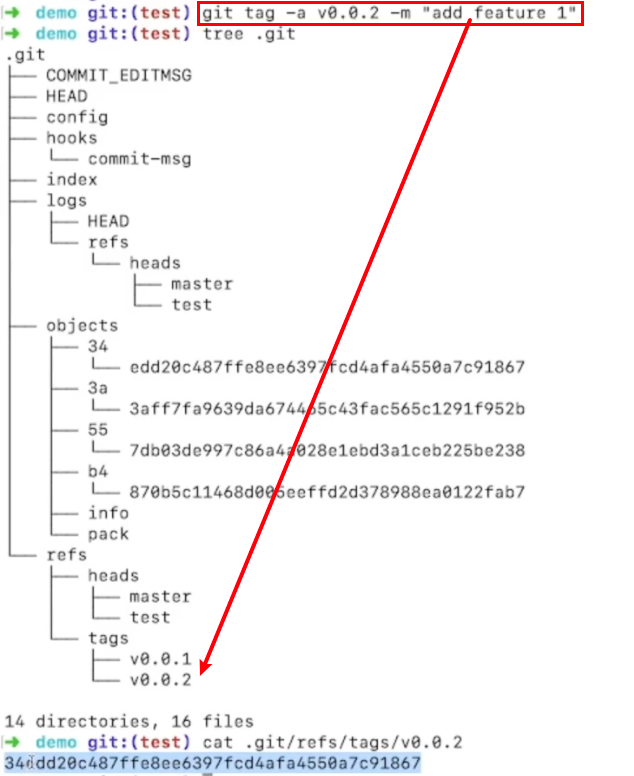 ➜ demo git:(test) git tag -a v0.0.2 -m "add feature 1"
➜ demo git:(test) tree .git
.git
├── COMMIT_EDITMSG
├── HEAD
├── config
├── hooks
│   └── commit-msg
├── index
├── logs
│   ├── HEAD
│   └── refs
│       └── heads
│           ├── master
│           └── test
├── objects
│   ├── 34
│   │   └── edd20c487ffe8ee6397fcd4afa4550a7c91867
│   ├── 3a
│   │   └── 3aff7fa9639da674465c43fac565c1291f952b
│   ├── 55
│   │   └── 7db03de997c86a4a028e1ebd3a1ceb225be238
│   ├── b4
│   │   └── 870b5c11468d005eeffd2d378988ea0122fab7
│   ├── info
│   └── pack
└── refs
    ├── heads
    │   ├── master
    │   └── test
    └── tags
        ├── v0.0.1
        └── v0.0.2
14 directories, 16 files
➜ demo git:(test) cat .git/refs/tags/v0.0.2
34edd20c487ffe8ee6397fcd4afa4550a7c91867